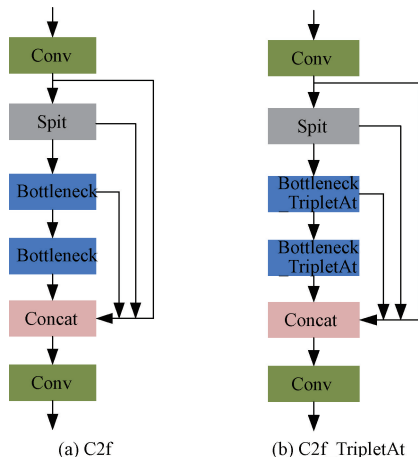 Conv
Spit
Bottleneck
Bottleneck
Concat
Conv
(a) C2f
Conv
Spit
Bottleneck
_TripletAt
Bottleneck
_TripletAt
Concat
Conv
(b) C2f_TripletAt